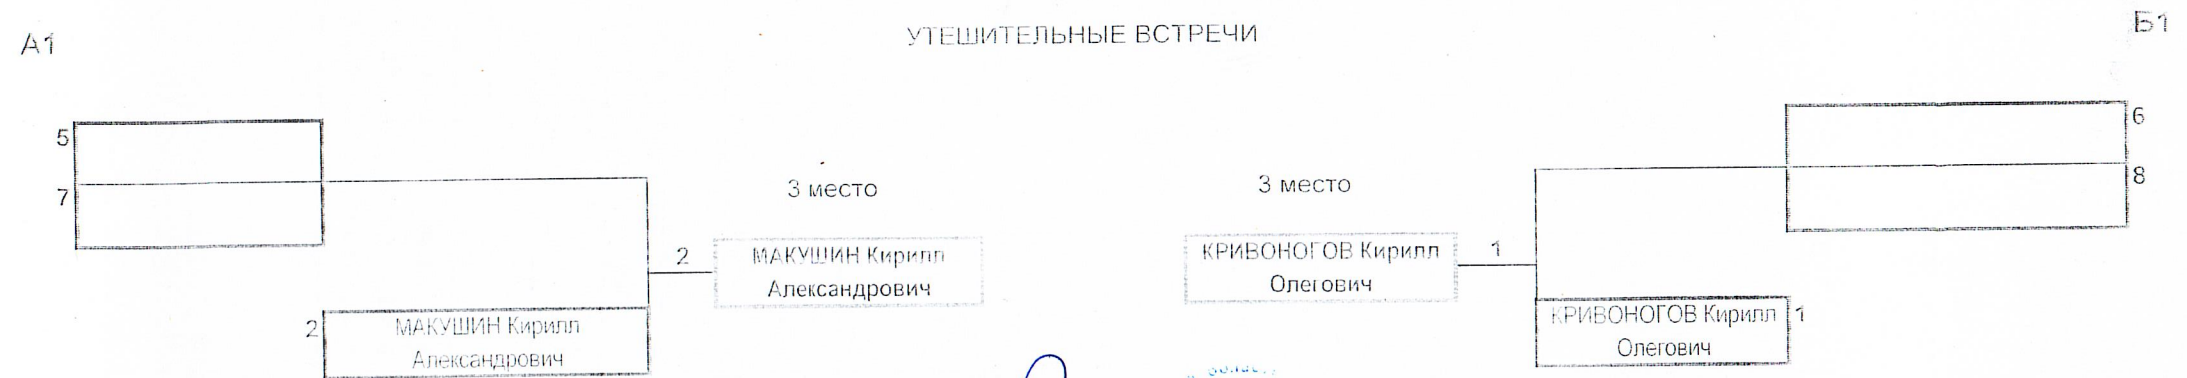 А1
УТЕШИТЕЛЬНЫЕ ВСТРЕЧИ
Б1
5
7
6
8
3 место
3 место
2
МАКУШИН Кирилл
Александрович
КРИВОНОГОВ Кирилл
Олегович
1
2
МАКУШИН Кирилл
Александрович
КРИВОНОГОВ Кирилл
Олегович
1